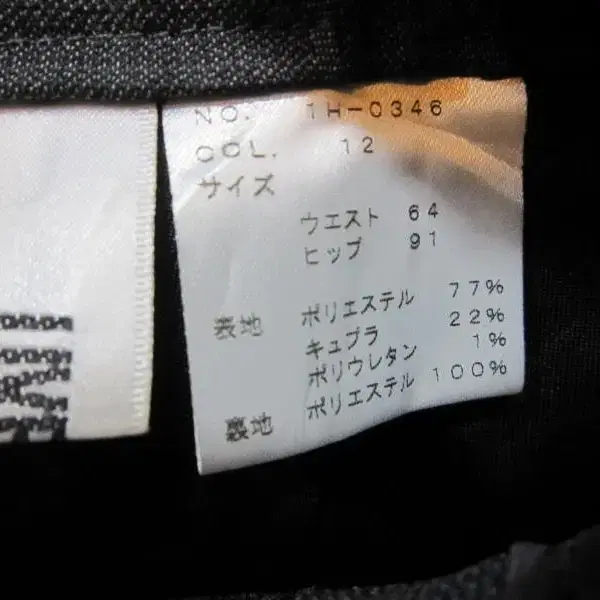 NO. 1H-0346
COL. 12
サイズ
ウエスト 64
ヒップ 91
表地 ポリエステル 77%
キュプラ 22%
ポリウレタン 1%
裏地 ポリエステル 100%